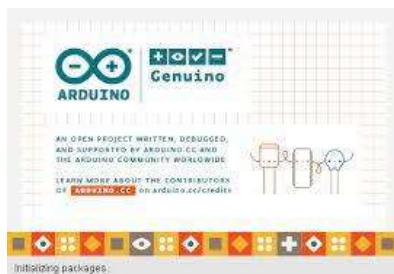 ARDUINO
Genuino
AN OPEN PROJECT WRITTEN, DEBUGGED,
AND SUPPORTED BY ARDUINO.CC AND
THE ARDUINO COMMUNITY WORLDWIDE
LEARN MORE ABOUT THE CONTRIBUTORS
OF ARDUINO.CC on arduino.cc/credits
Initializing packages...